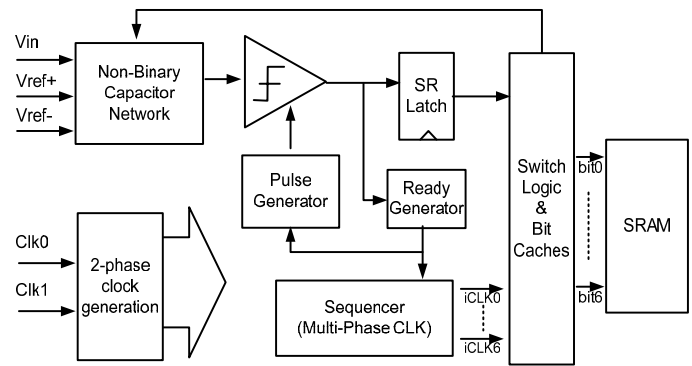 Vin
Vref+
Vref-
Non-Binary
Capacitor
Network
SR
Latch
Pulse
Generator
Ready
Generator
Switch
Logic
&
Bit
Caches
bit0
bit6
SRAM
Clk0
Clk1
2-phase
clock
generation
Sequencer
(Multi-Phase CLK)
iCLK0
iCLK6